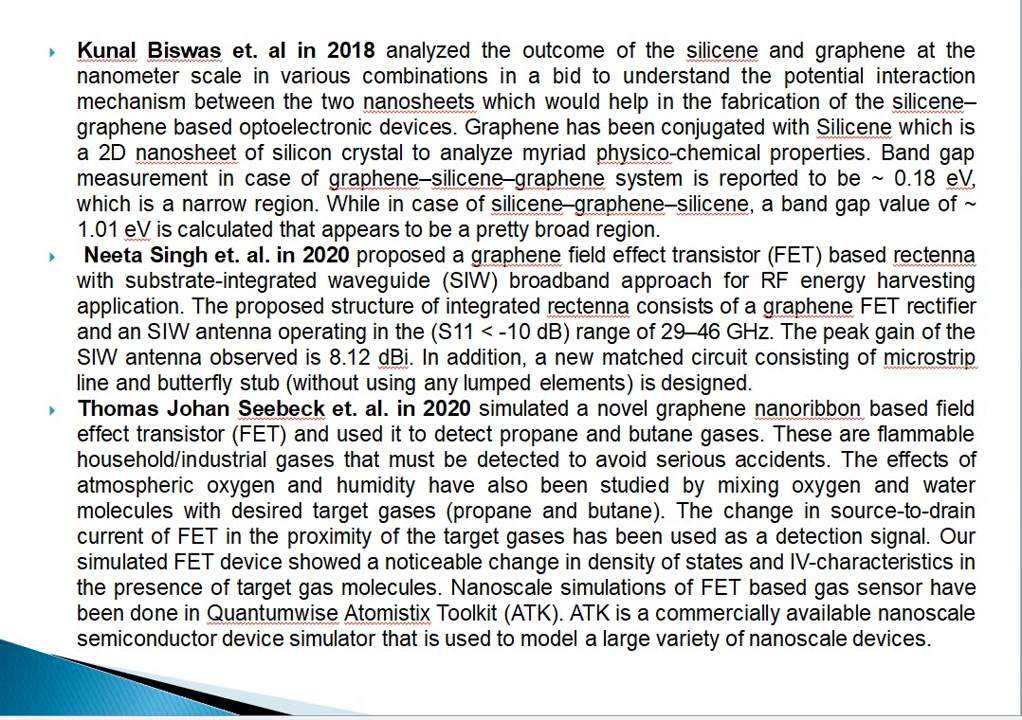 Kunal Biswas et. al in 2018 analyzed the outcome of the silicene and graphene at the
nanometer scale in various combinations in a bid to understand the potential interaction
mechanism between the two nanosheets which would help in the fabrication of the silicene–
graphene based optoelectronic devices. Graphene has been conjugated with Silicene which is
a 2D nanosheet of silicon crystal to analyze myriad physico-chemical properties. Band gap
measurement in case of graphene–silicene–graphene system is reported to be ~ 0.18 eV,
which is a narrow region. While in case of silicene–graphene–silicene, a band gap value of ~
1.01 eV is calculated that appears to be a pretty broad region.
Neeta Singh et. al. in 2020 proposed a graphene field effect transistor (FET) based rectenna
with substrate-integrated waveguide (SIW) broadband approach for RF energy harvesting
application. The proposed structure of integrated rectenna consists of a graphene FET rectifier
and an SIW antenna operating in the (S11 < -10 dB) range of 29–46 GHz. The peak gain of the
SIW antenna observed is 8.12 dBi. In addition, a new matched circuit consisting of microstrip
line and butterfly stub (without using any lumped elements) is designed.
Thomas Johan Seebeck et. al. in 2020 simulated a novel graphene nanoribbon based field
effect transistor (FET) and used it to detect propane and butane gases. These are flammable
household/industrial gases that must be detected to avoid serious accidents. The effects of
atmospheric oxygen and humidity have also been studied by mixing oxygen and water
molecules with desired target gases (propane and butane). The change in source-to-drain
current of FET in the proximity of the target gases has been used as a detection signal. Our
simulated FET device showed a noticeable change in density of states and IV-characteristics in
the presence of target gas molecules. Nanoscale simulations of FET based gas sensor have
been done in Quantumwise Atomistix Toolkit (ATK). ATK is a commercially available nanoscale
semiconductor device simulator that is used to model a large variety of nanoscale devices.